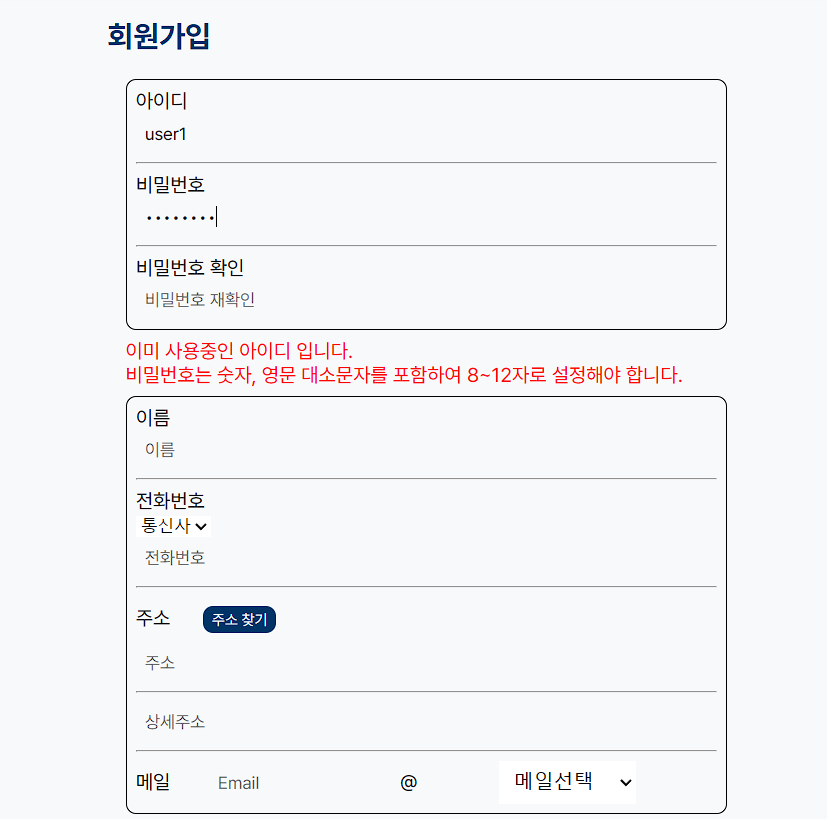 회원가입
아이디
user1
비밀번호
••••••••
비밀번호 확인
비밀번호 재확인
이미 사용중인 아이디 입니다.
비밀번호는 숫자, 영문 대소문자를 포함하여 8~12자로 설정해야 합니다.
이름
이름
전화번호
통신사
전화번호
주소 주소 찾기
주소
상세주소
메일 Email @ 메일선택